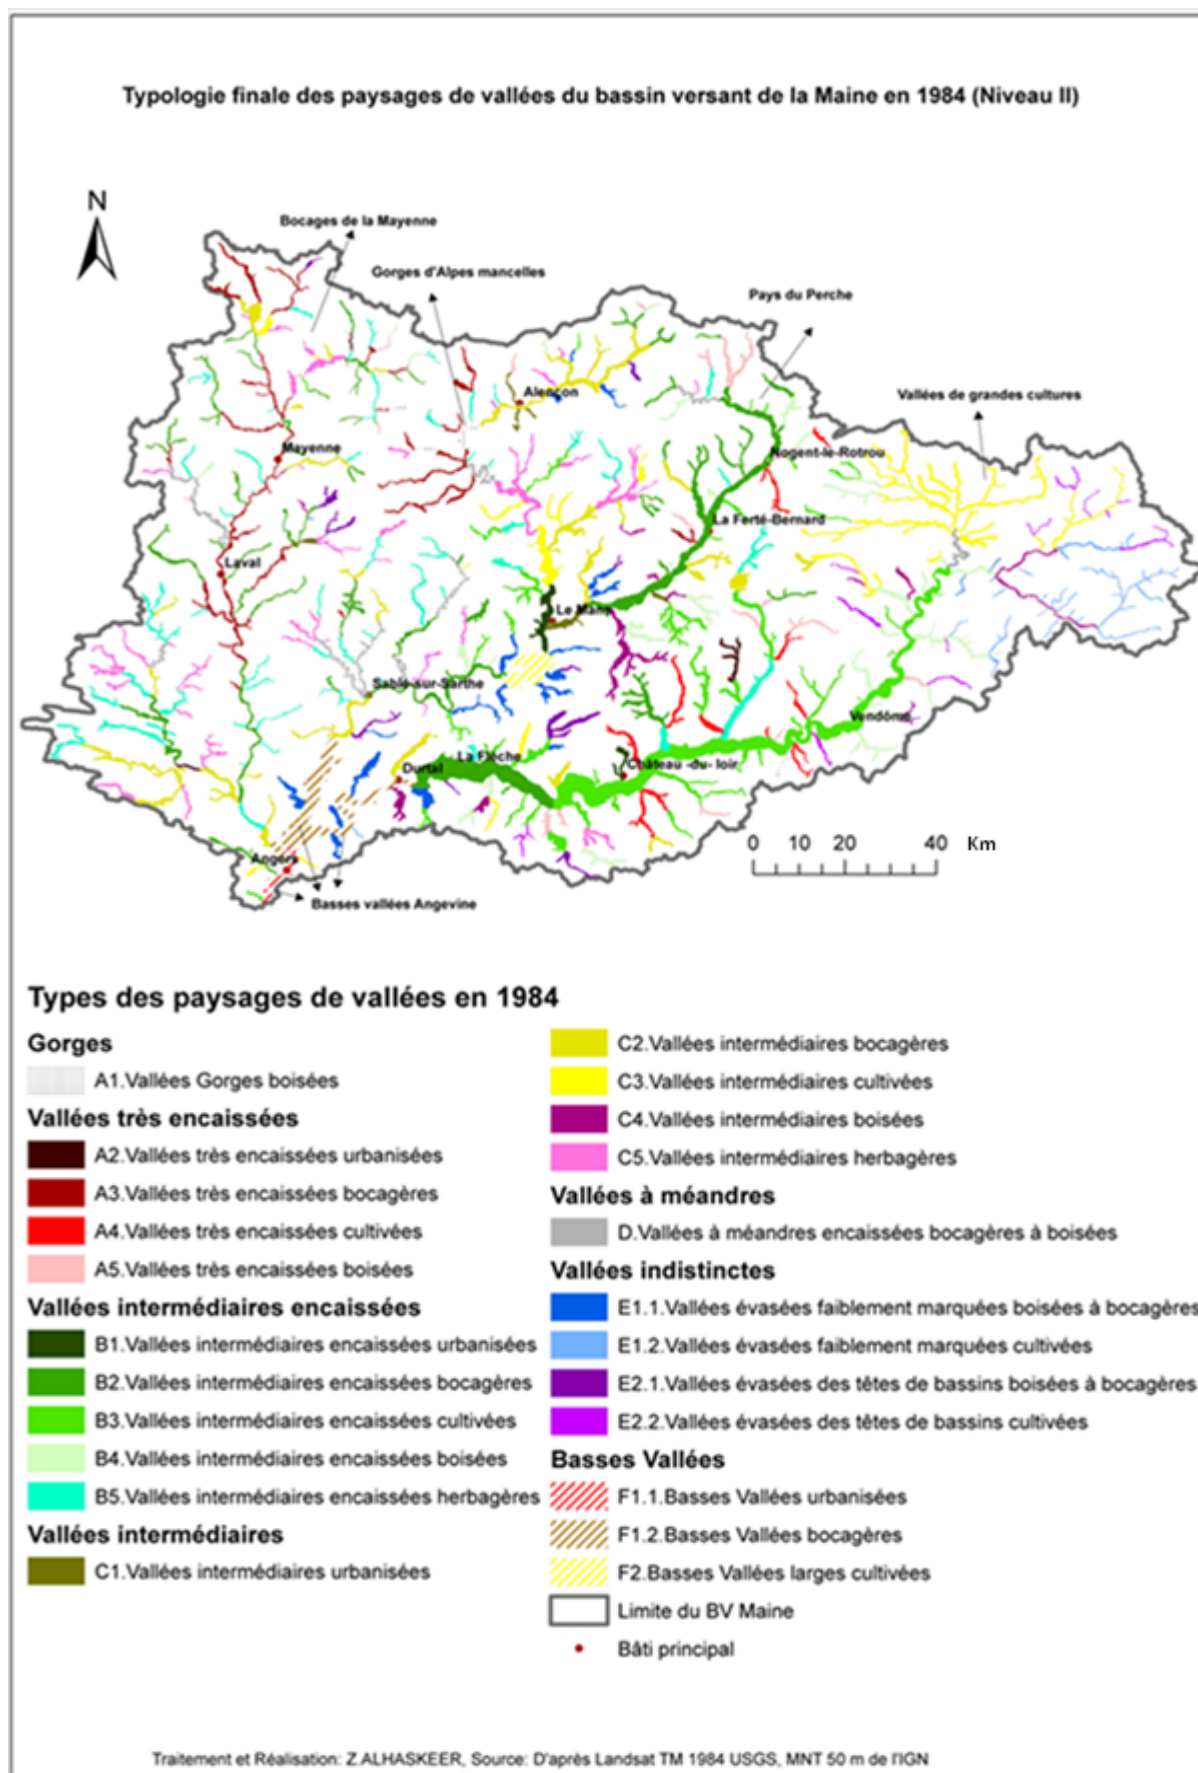 Typologie finale des paysages de vallées du bassin versant de la Maine en 1984 (Niveau II)
N
Bocages de la Mayenne
Gorges d'Alpes mancelles
Pays du Perche
Alençon
Vallées de grandes cultures
Mayenne
Nogent-le-Rotrou
La Ferté-Bernard
Laval
Le Mans
Sablé-sur-Sarthe
Vendôme
La Flèche
Durtal
Château -du- loir
0 10 20 40 Km
Angers
Basses vallées Angevine
Types des paysages de vallées en 1984
Gorges
A1.Vallées Gorges boisées
Vallées très encaissées
A2.Vallées très encaissées urbanisées
A3.Vallées très encaissées bocagères
A4.Vallées très encaissées cultivées
A5.Vallées très encaissées boisées
Vallées intermédiaires encaissées
B1.Vallées intermédiaires encaissées urbanisées
B2.Vallées intermédiaires encaissées bocagères
B3.Vallées intermédiaires encaissées cultivées
B4.Vallées intermédiaires encaissées boisées
B5.Vallées intermédiaires encaissées herbagères
Vallées intermédiaires
C1.Vallées intermédiaires urbanisées
C2.Vallées intermédiaires bocagères
C3.Vallées intermédiaires cultivées
C4.Vallées intermédiaires boisées
C5.Vallées intermédiaires herbagères
Vallées à méandres
D.Vallées à méandres encaissées bocagères à boisées
Vallées indistinctes
E1.1.Vallées évasées faiblement marquées boisées à bocagères
E1.2.Vallées évasées faiblement marquées cultivées
E2.1.Vallées évasées des têtes de bassins boisées à bocagères
E2.2.Vallées évasées des têtes de bassins cultivées
Basses Vallées
F1.1.Basses Vallées urbanisées
F1.2.Basses Vallées bocagères
F2.Basses Vallées larges cultivées
Limite du BV Maine
Bâti principal
Traitement et Réalisation: Z.ALHASKEER, Source: D'après Landsat TM 1984 USGS, MNT 50 m de l'IGN